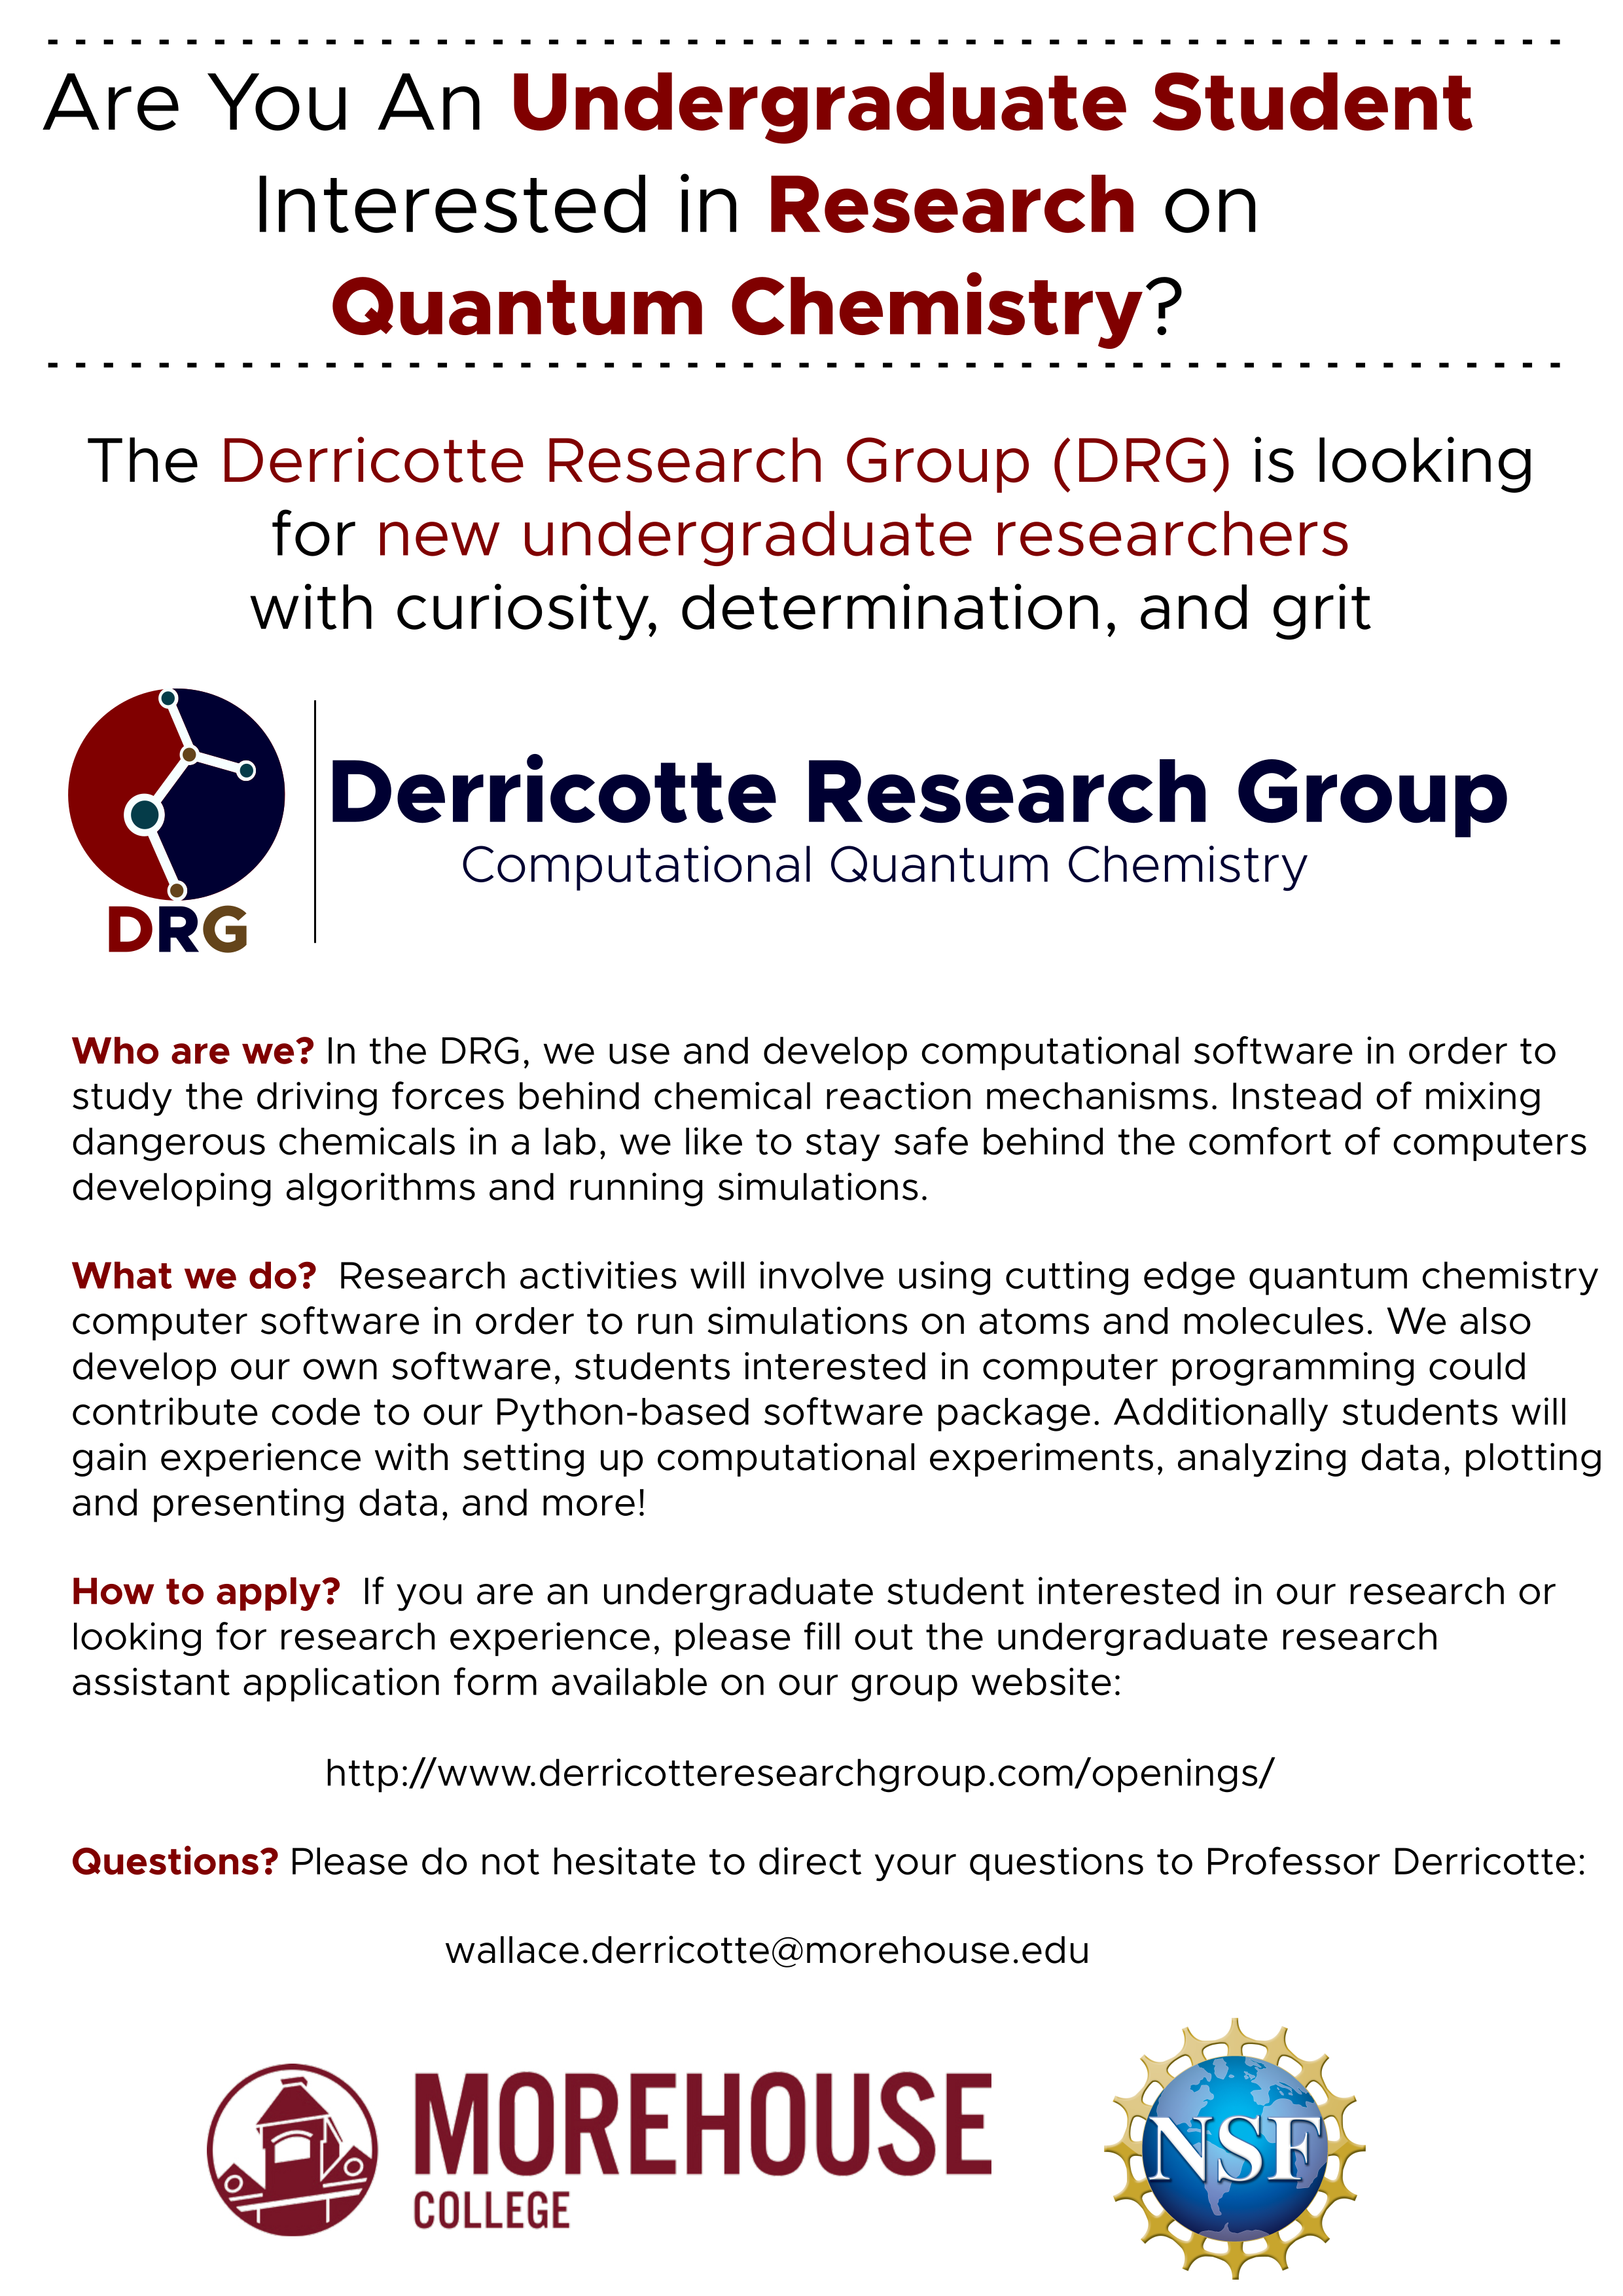 Are You An Undergraduate Student
Interested in Research on
Quantum Chemistry?
The Derricotte Research Group (DRG) is looking
for new undergraduate researchers
with curiosity, determination, and grit
DRG
Derricotte Research Group
Computational Quantum Chemistry
Who are we? In the DRG, we use and develop computational software in order to
study the driving forces behind chemical reaction mechanisms. Instead of mixing
dangerous chemicals in a lab, we like to stay safe behind the comfort of computers
developing algorithms and running simulations.
What we do? Research activities will involve using cutting edge quantum chemistry
computer software in order to run simulations on atoms and molecules. We also
develop our own software, students interested in computer programming could
contribute code to our Python-based software package. Additionally students will
gain experience with setting up computational experiments, analyzing data, plotting
and presenting data, and more!
How to apply? If you are an undergraduate student interested in our research or
looking for research experience, please fill out the undergraduate research
assistant application form available on our group website:
http://www.derricotteresearchgroup.com/openings/
Questions? Please do not hesitate to direct your questions to Professor Derricotte:
wallace.derricotte@morehouse.edu
MOREHOUSE
COLLEGE
NSF